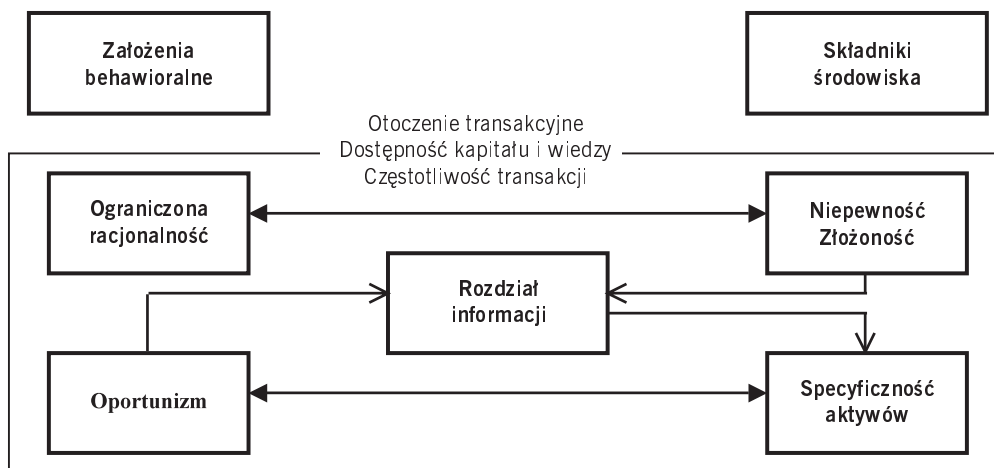 Założenia
behawioralne
Składniki
środowiska
Otoczenie transakcyjne
Dostępność kapitału i wiedzy
Częstotliwość transakcji
Ograniczona
racjonalność
Niepewność
Złożoność
Rozdział
informacji
Oportunizm
Specyficzność
aktywów